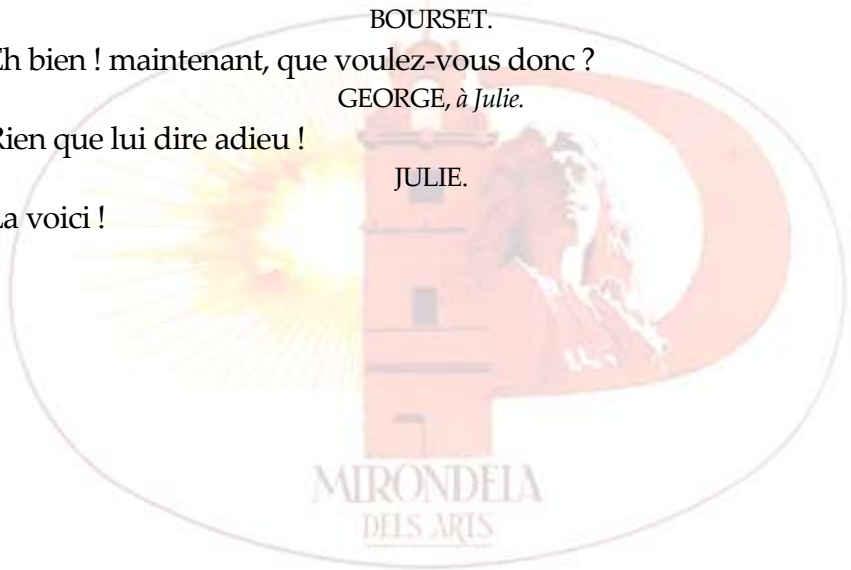 BOURSET.
h bien ! maintenant, que voulez-vous donc ?
GEORGE, à Julie.
Rien que lui dire adieu !
JULIE.
La voici !
MIRONDELA
DELS ARTS